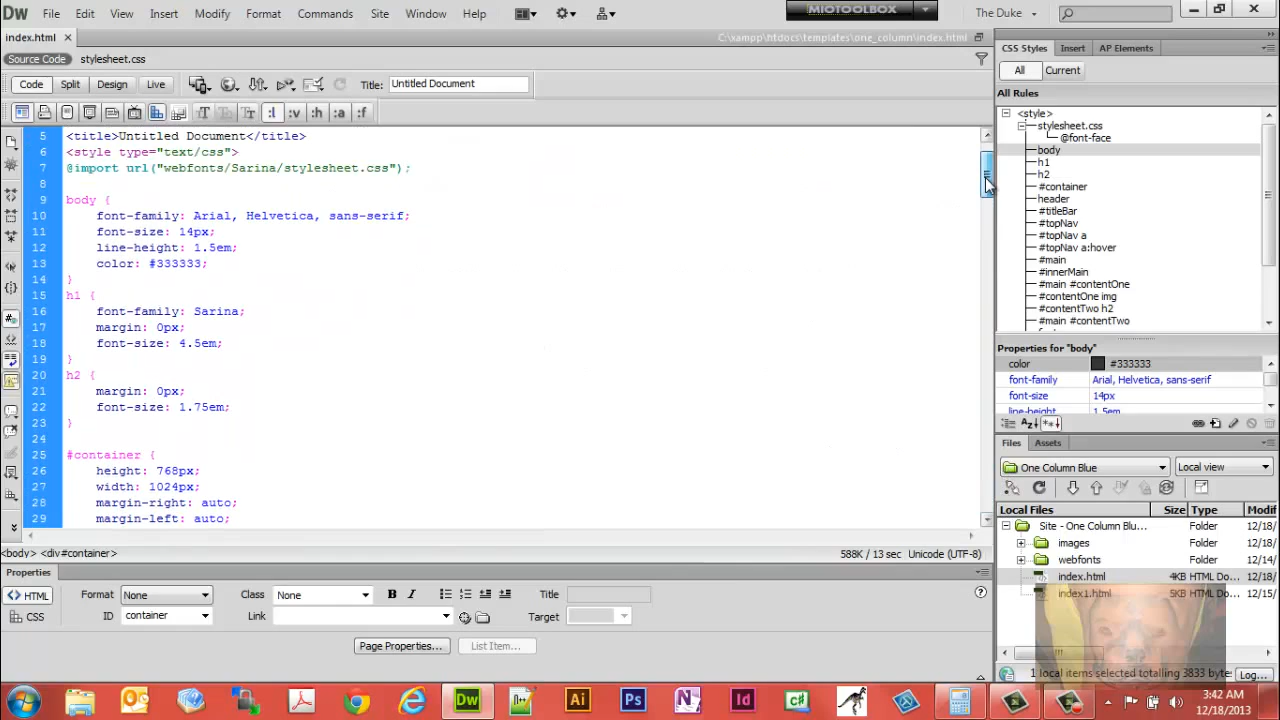 Dw File Edit View Insert Modify Format Commands Site Window Help MIOTOOLBOX The Duke
index.html C:\xampp\htdocs\templates\one_column\index.html
Source Code stylesheet.css
Code Split Design Live Title: Untitled Document
5 <title>Untitled Document</title>
6 <style type="text/css">
7 @import url("webfonts/Sarina/stylesheet.css");
8
9 body {
10 font-family: Arial, Helvetica, sans-serif;
11 font-size: 14px;
12 line-height: 1.5em;
13 color: #333333;
14 }
15 h1 {
16 font-family: Sarina;
17 margin: 0px;
18 font-size: 4.5em;
19 }
20 h2 {
21 margin: 0px;
22 font-size: 1.75em;
23 }
24
25 #container {
26 height: 768px;
27 width: 1024px;
28 margin-right: auto;
29 margin-left: auto;
<body> <div#container> 588K / 13 sec Unicode (UTF-8)
Properties
HTML Format None Class None B I Title
CSS ID container Link Target
Page Properties... List Item...
CSS Styles Insert AP Elements
All Current
All Rules
<style>
stylesheet.css
@font-face
body
h1
h2
#container
header
#titleBar
#topNav
#topNav a
#topNav a:hover
#main
#innerMain
#main #contentOne
#contentOne img
#contentTwo h2
#main #contentTwo
Properties for "body"
color #333333
font-family Arial, Helvetica, sans-serif
font-size 14px
line-height 1.5em
Files Assets
One Column Blue Local view
Local Files Size Type Modif
Site - One Column Blu... Folder 12/18/
images Folder 12/18/
webfonts Folder 12/14/
index.html 4KB HTML Do... 12/18/
index1.html 5KB HTML Do... 12/15/
1 local items selected totalling 3833 byte Log...
Dw Ai Ps N Id c#
3:42 AM
12/18/2013